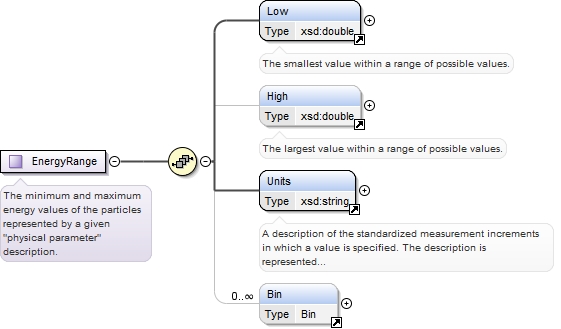 Low
Type xsd:double
The smallest value within a range of possible values.
High
Type xsd:double
The largest value within a range of possible values.
EnergyRange
The minimum and maximum
energy values of the particles
represented by a given
"physical parameter"
description.
Units
Type xsd:string
A description of the standardized measurement increments
in which a value is specified. The description is
represented...
0..∞
Bin
Type Bin